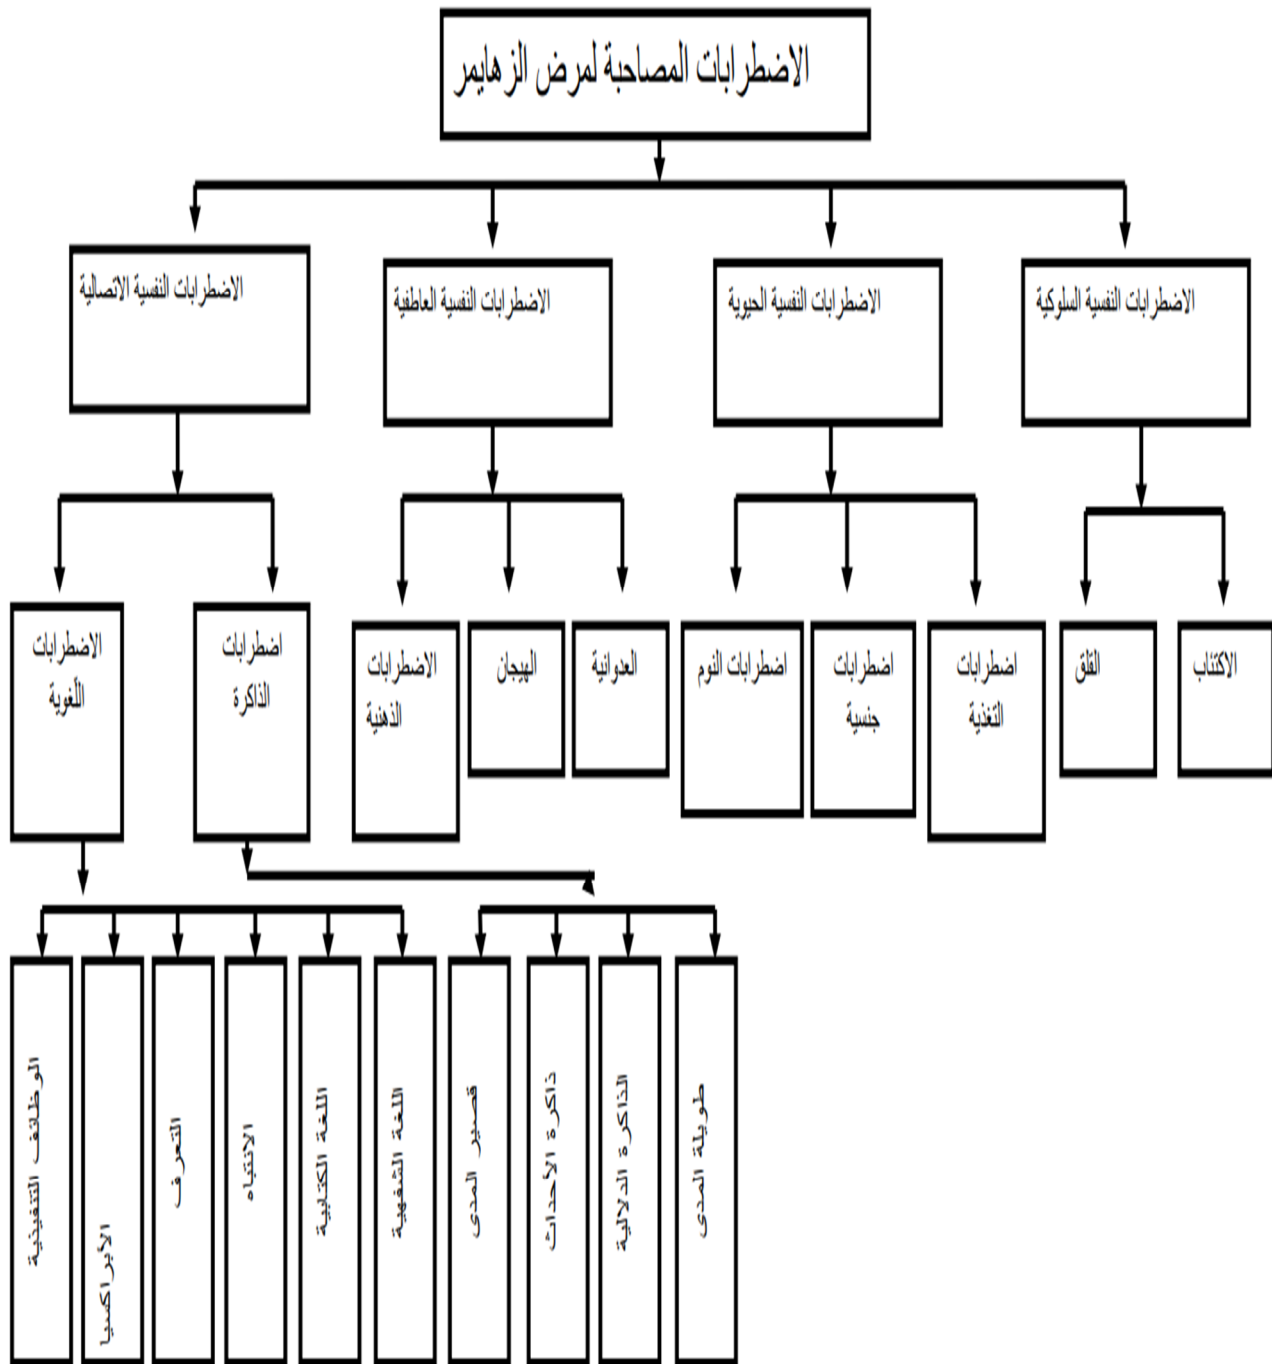 الاضطرابات المصاحبة لمرض الزهايمر
الاضطرابات النفسية السلوكية
الاضطرابات النفسية الحيوية
الاضطرابات النفسية العاطفية
الاضطرابات النفسية الاتصالية
الاكتئاب
القلق
اضطرابات
التغذية
اضطرابات
جنسية
اضطرابات النوم
العدوانية
الهيجان
الاضطرابات
الذهنية
اضطرابات
الذاكرة
الاضطرابات
اللّغوية
طويلة المدى
الذاكرة الدلالية
ذاكرة الأحداث
قصير المدى
اللغة الشفهية
اللغة الكتابية
الانتباه
التعرف
الأبراكسيا
الوظائف التنفيذية